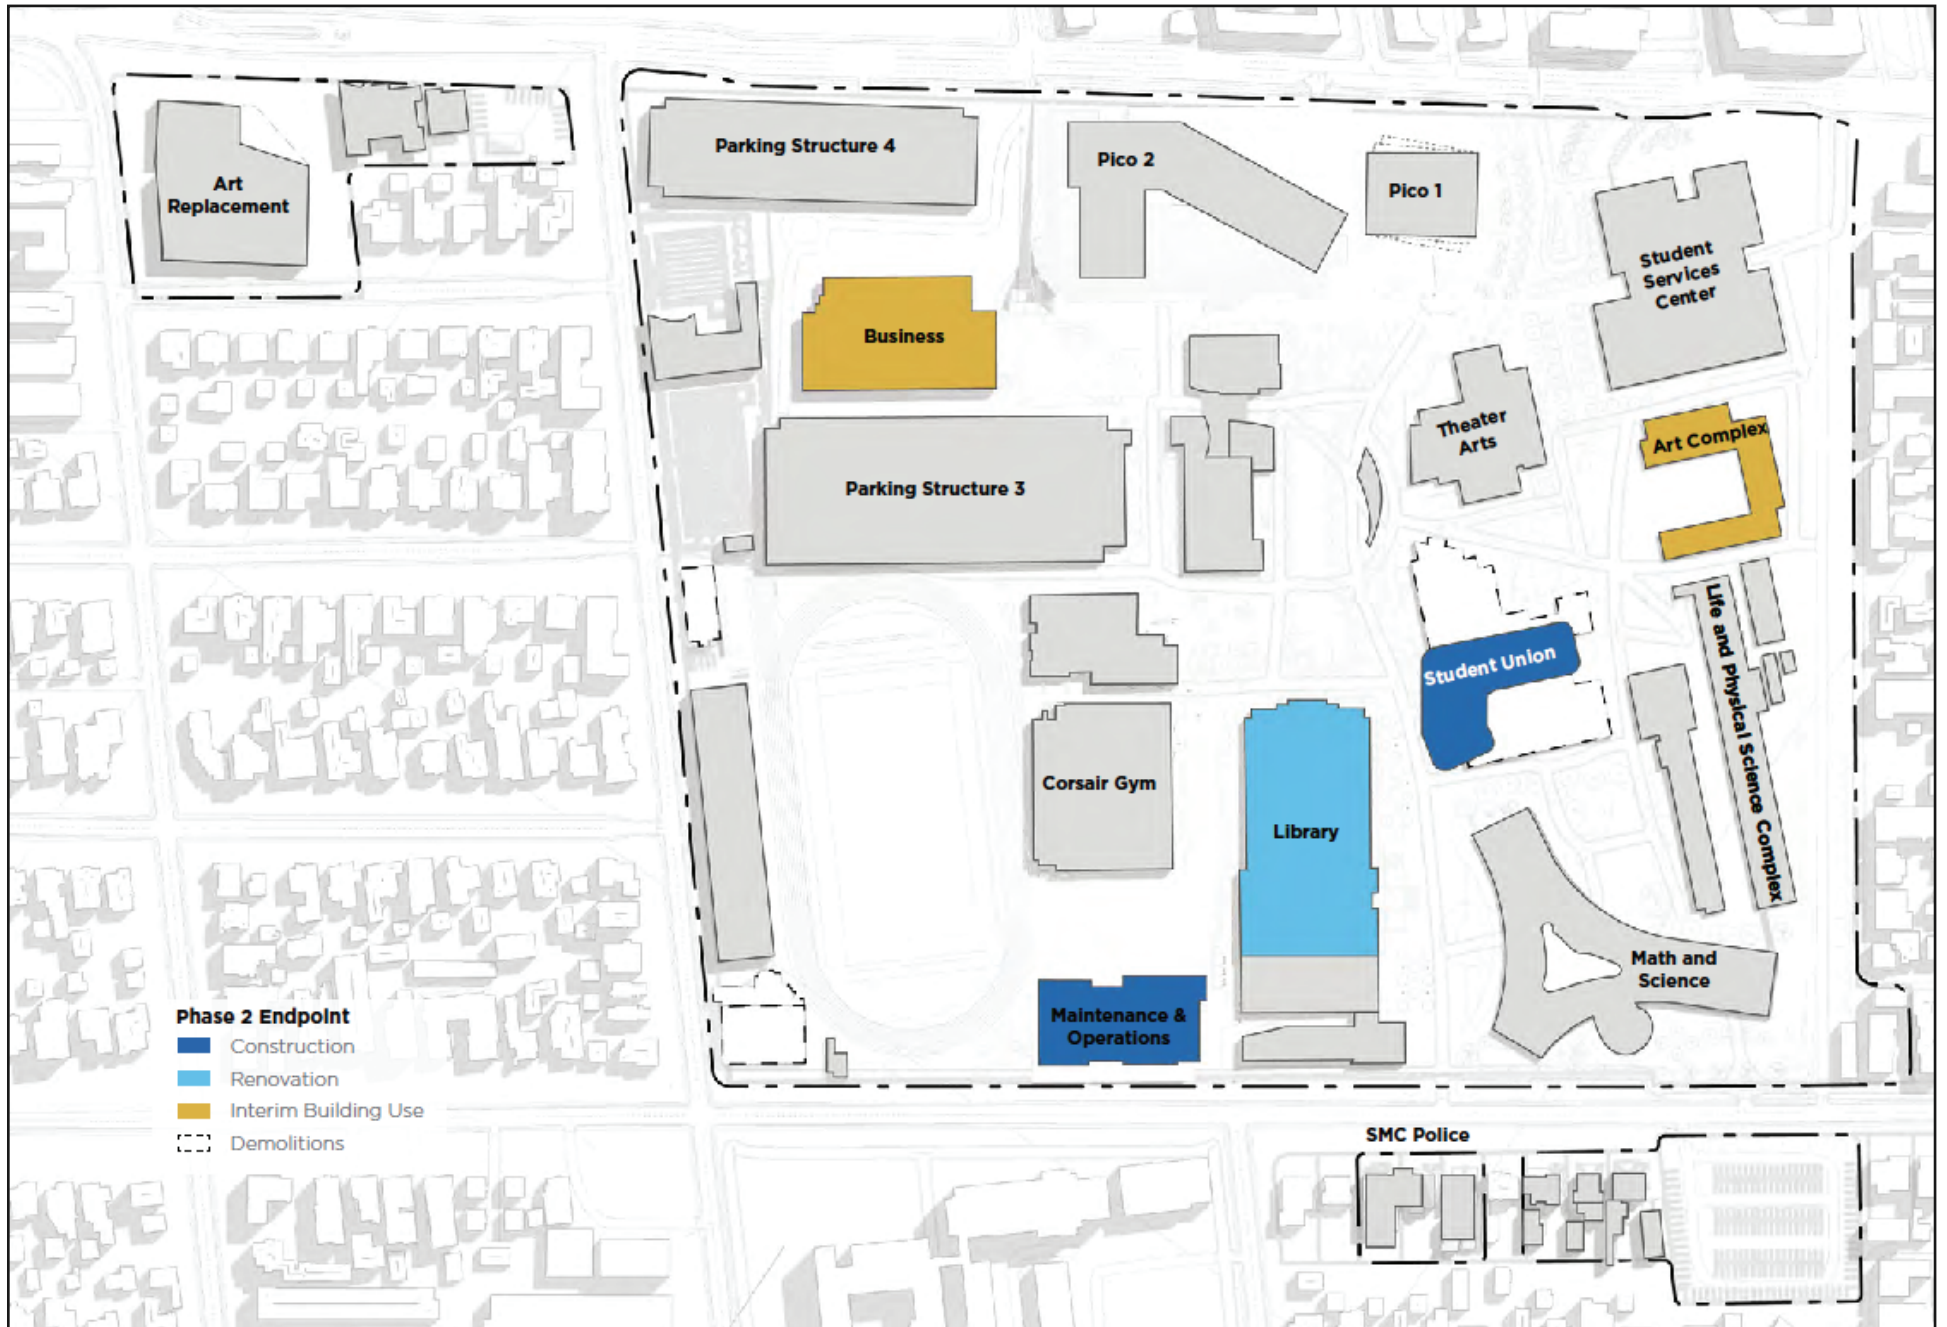 Parking Structure 4
Pico 2
Pico 1
Art
Replacement
Student
Services
Center
Business
Theater
Arts
Art Complex
Parking Structure 3
Life and Physical Science Complex
Student Union
Corsair Gym
Library
Math and
Science
Maintenance &
Operations
Phase 2 Endpoint
Construction
Renovation
Interim Building Use
Demolitions
SMC Police